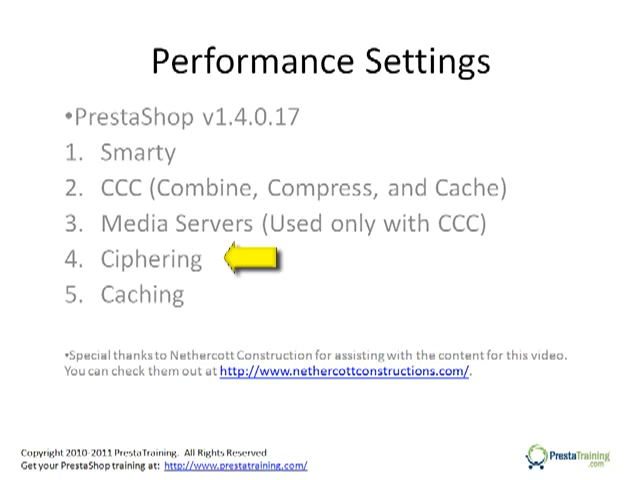 Performance Settings
•PrestaShop v1.4.0.17
1. Smarty
2. CCC (Combine, Compress, and Cache)
3. Media Servers (Used only with CCC)
4. Ciphering
5. Caching
•Special thanks to Nethercott Construction for assisting with the content for this video.
You can check them out at http://www.nethercottconstructions.com/.
Copyright 2010-2011 PrestaTraining. All Rights Reserved
Get your PrestaShop training at: http://www.prestatraining.com/
PrestaTraining
.com